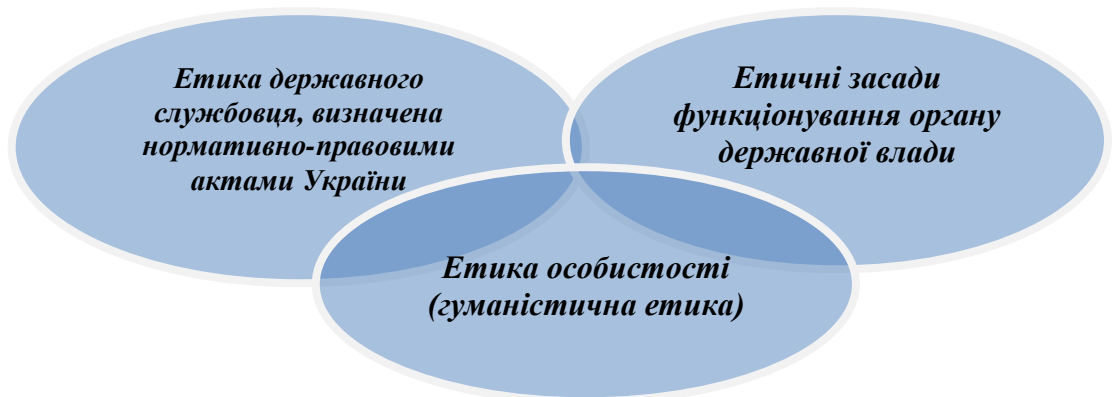 Етика державного
службовця, визначена
нормативно-правовими
актами України
Етичні засади
функціонування органу
державної влади
Етика особистості
(гуманістична етика)